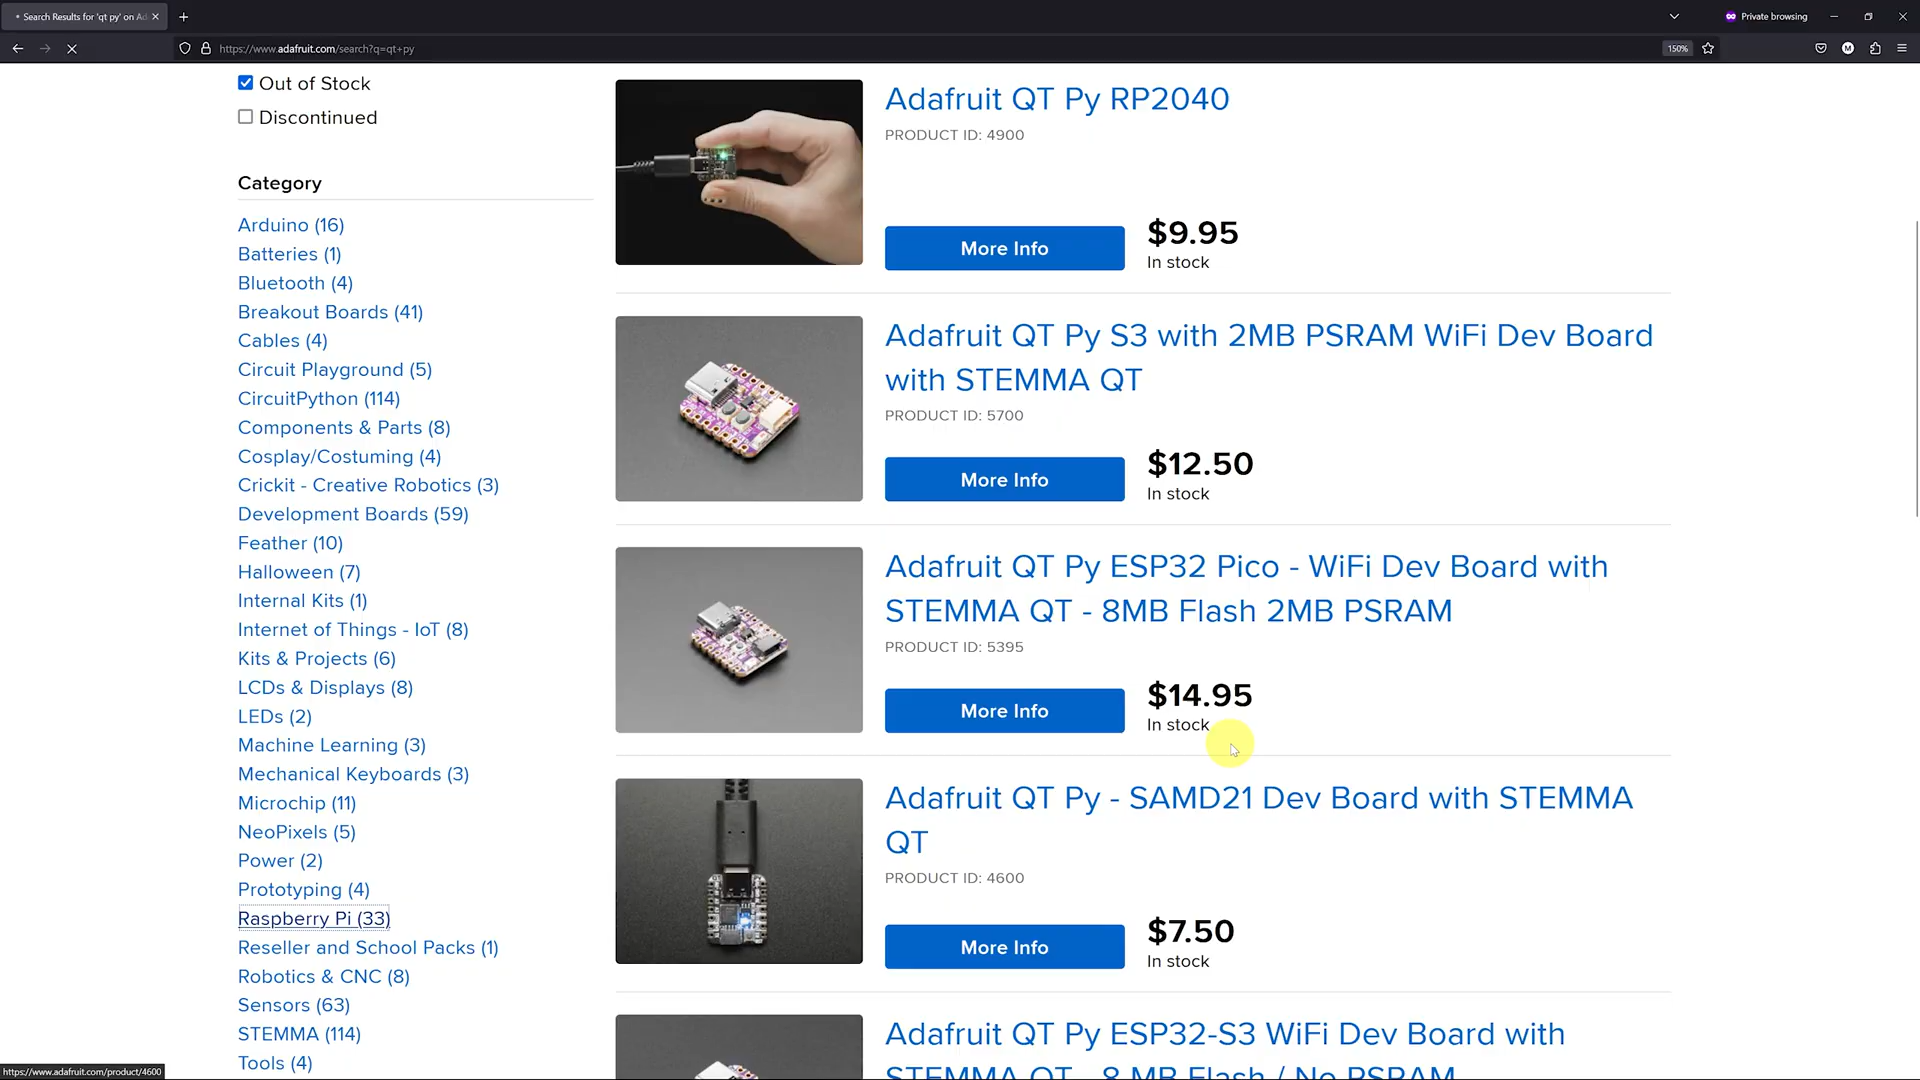 Search Results for 'qt py' on Ad
Private browsing
https://www.adafruit.com/search?q=qt+py
150%
Out of Stock
Discontinued
Category
Arduino (16)
Batteries (1)
Bluetooth (4)
Breakout Boards (41)
Cables (4)
Circuit Playground (5)
CircuitPython (114)
Components & Parts (8)
Cosplay/Costuming (4)
Crickit - Creative Robotics (3)
Development Boards (59)
Feather (10)
Halloween (7)
Internal Kits (1)
Internet of Things - IoT (8)
Kits & Projects (6)
LCDs & Displays (8)
LEDs (2)
Machine Learning (3)
Mechanical Keyboards (3)
Microchip (11)
NeoPixels (5)
Power (2)
Prototyping (4)
Raspberry Pi (33)
Reseller and School Packs (1)
Robotics & CNC (8)
Sensors (63)
STEMMA (114)
Tools (4)
Adafruit QT Py RP2040
PRODUCT ID: 4900
More Info
$9.95
In stock
Adafruit QT Py S3 with 2MB PSRAM WiFi Dev Board
with STEMMA QT
PRODUCT ID: 5700
More Info
$12.50
In stock
Adafruit QT Py ESP32 Pico - WiFi Dev Board with
STEMMA QT - 8MB Flash 2MB PSRAM
PRODUCT ID: 5395
More Info
$14.95
In stock
Adafruit QT Py - SAMD21 Dev Board with STEMMA
QT
PRODUCT ID: 4600
More Info
$7.50
In stock
Adafruit QT Py ESP32-S3 WiFi Dev Board with
STEMMA QT - 8 MB Flash / No PSRAM
https://www.adafruit.com/product/4600